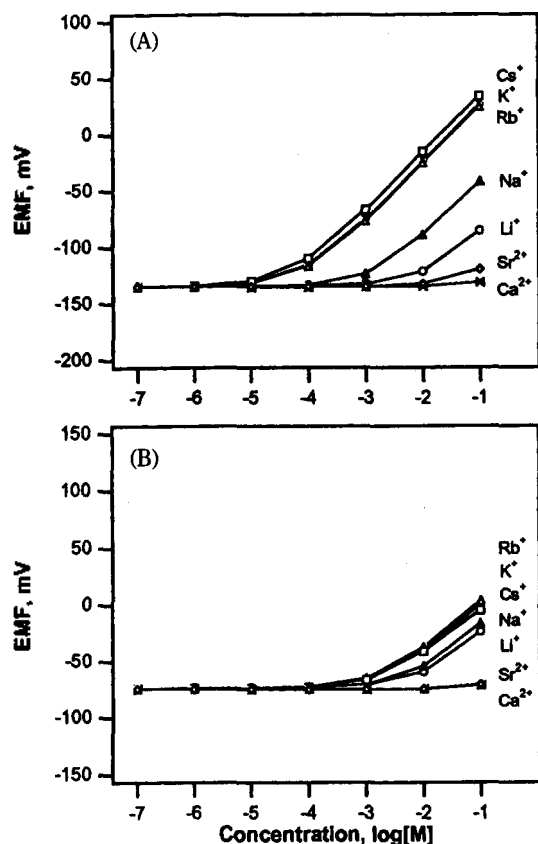 (A)
100
50
0
-50
-100
-150
-200
EMF, mV
Cs⁺
K⁺
Rb⁺
Na⁺
Li⁺
Sr²⁺
Ca²⁺
-7 -6 -5 -4 -3 -2 -1
(B)
150
100
50
0
-50
-100
-150
EMF, mV
Rb⁺
K⁺
Cs⁺
Na⁺
Li⁺
Sr²⁺
Ca²⁺
-7 -6 -5 -4 -3 -2 -1
Concentration, log[M]